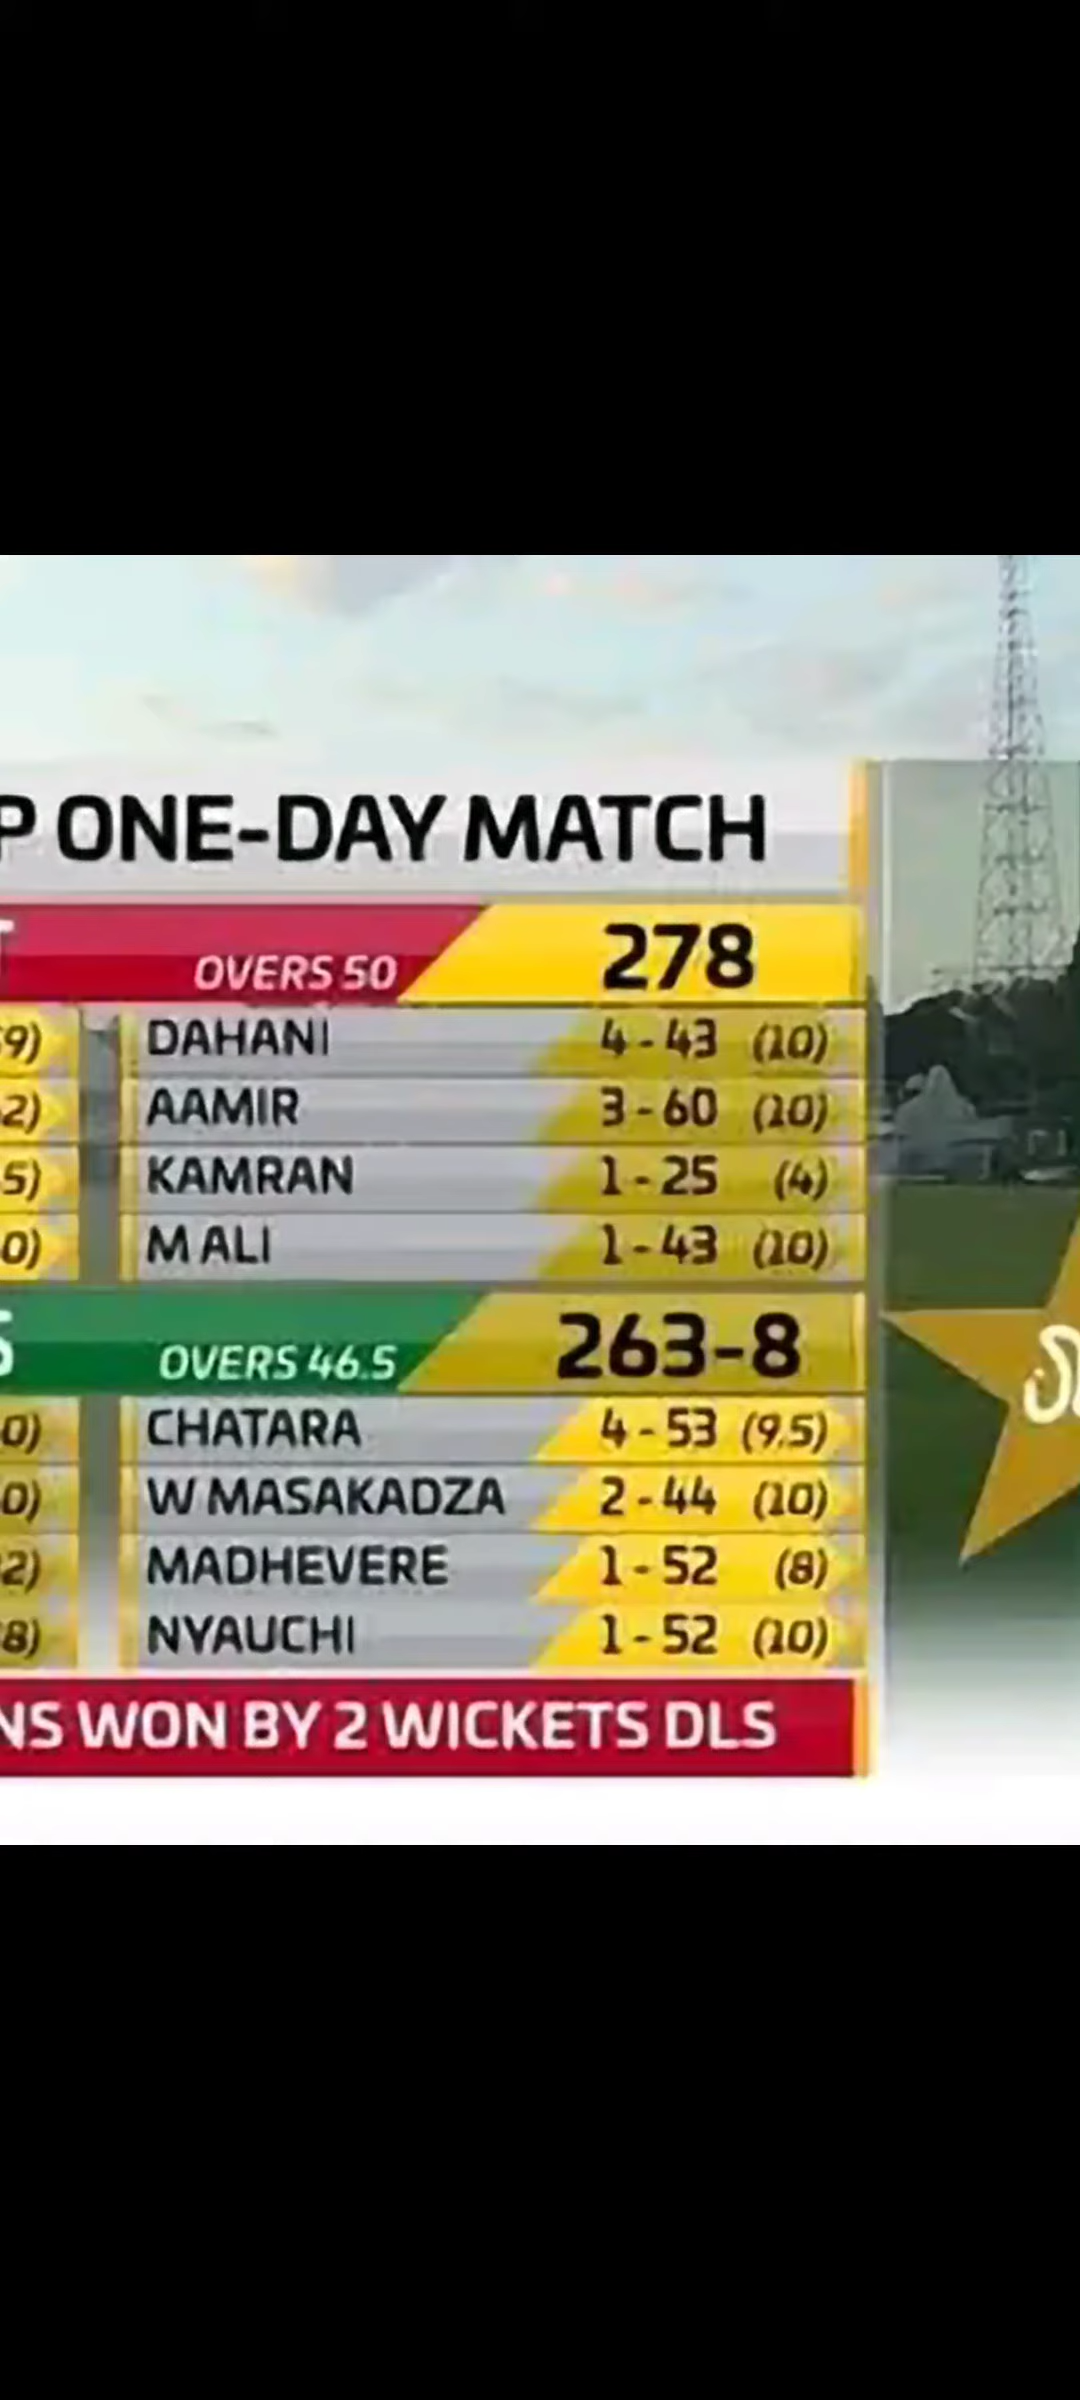 P ONE-DAY MATCH
OVERS 50 278
9) DAHANI 4 - 43 (10)
2) AAMIR 3 - 60 (10)
5) KAMRAN 1 - 25 (4)
0) M ALI 1 - 43 (10)
OVERS 46.5 263-8
0) CHATARA 4 - 53 (9.5)
0) W MASAKADZA 2 - 44 (10)
2) MADHEVERE 1 - 52 (8)
8) NYAUCHI 1 - 52 (10)
NS WON BY 2 WICKETS DLS